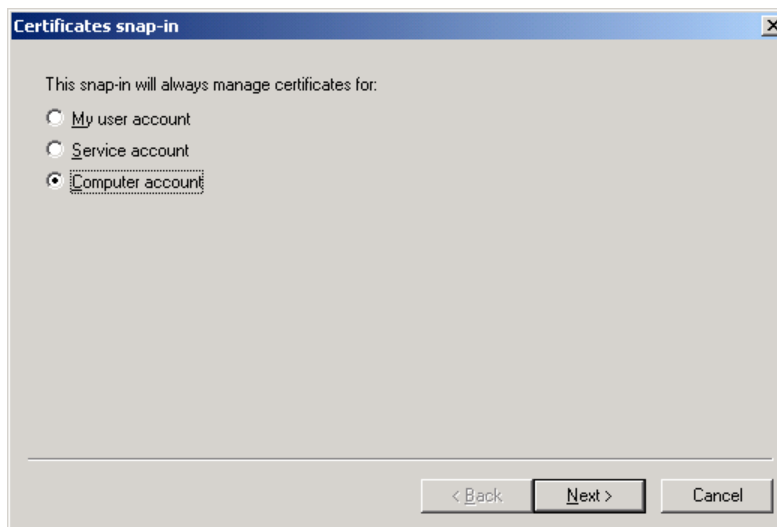 Certificates snap-in
This snap-in will always manage certificates for:
My user account
Service account
Computer account
< Back
Next >
Cancel